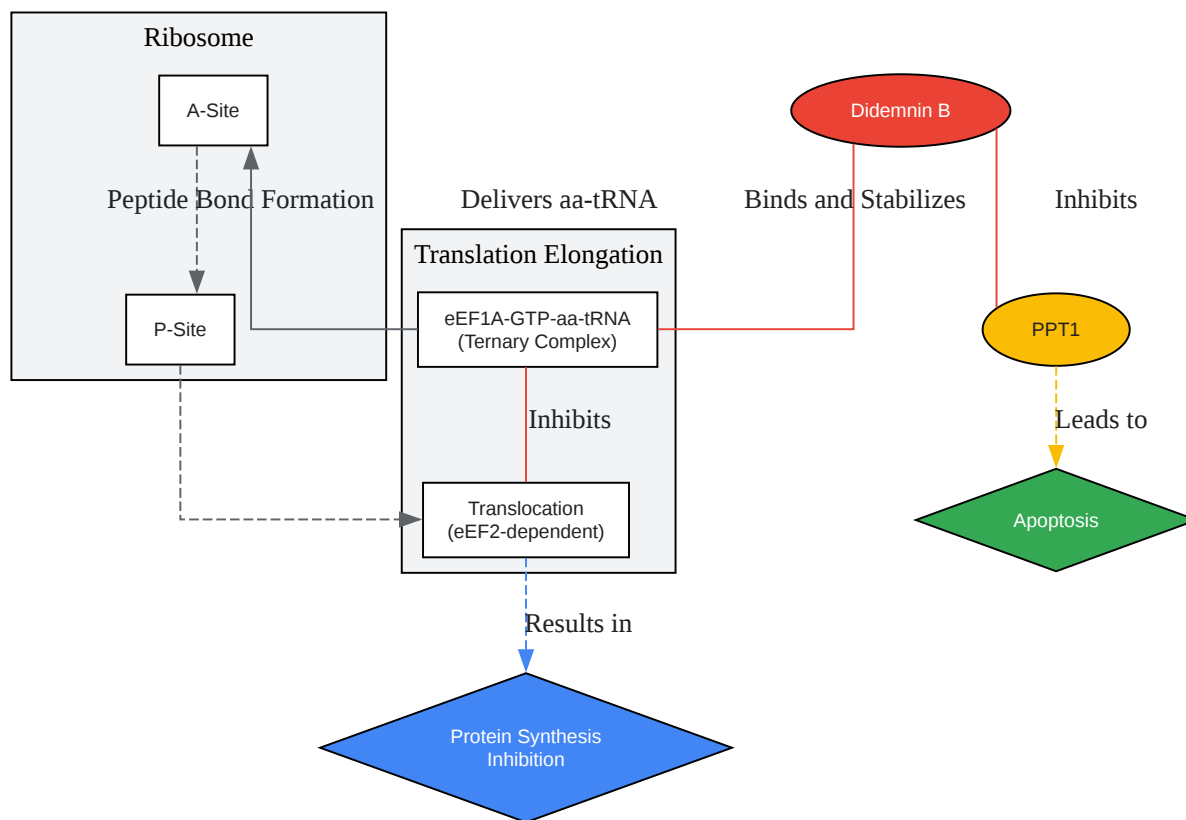 Ribosome
A-Site
Didemnin B
Peptide Bond Formation
Delivers aa-tRNA
Binds and Stabilizes
Inhibits
Translation Elongation
P-Site
eEF1A-GTP-aa-tRNA
(Ternary Complex)
PPT1
Inhibits
Leads to
Translocation
(eEF2-dependent)
Apoptosis
Results in
Protein Synthesis
Inhibition